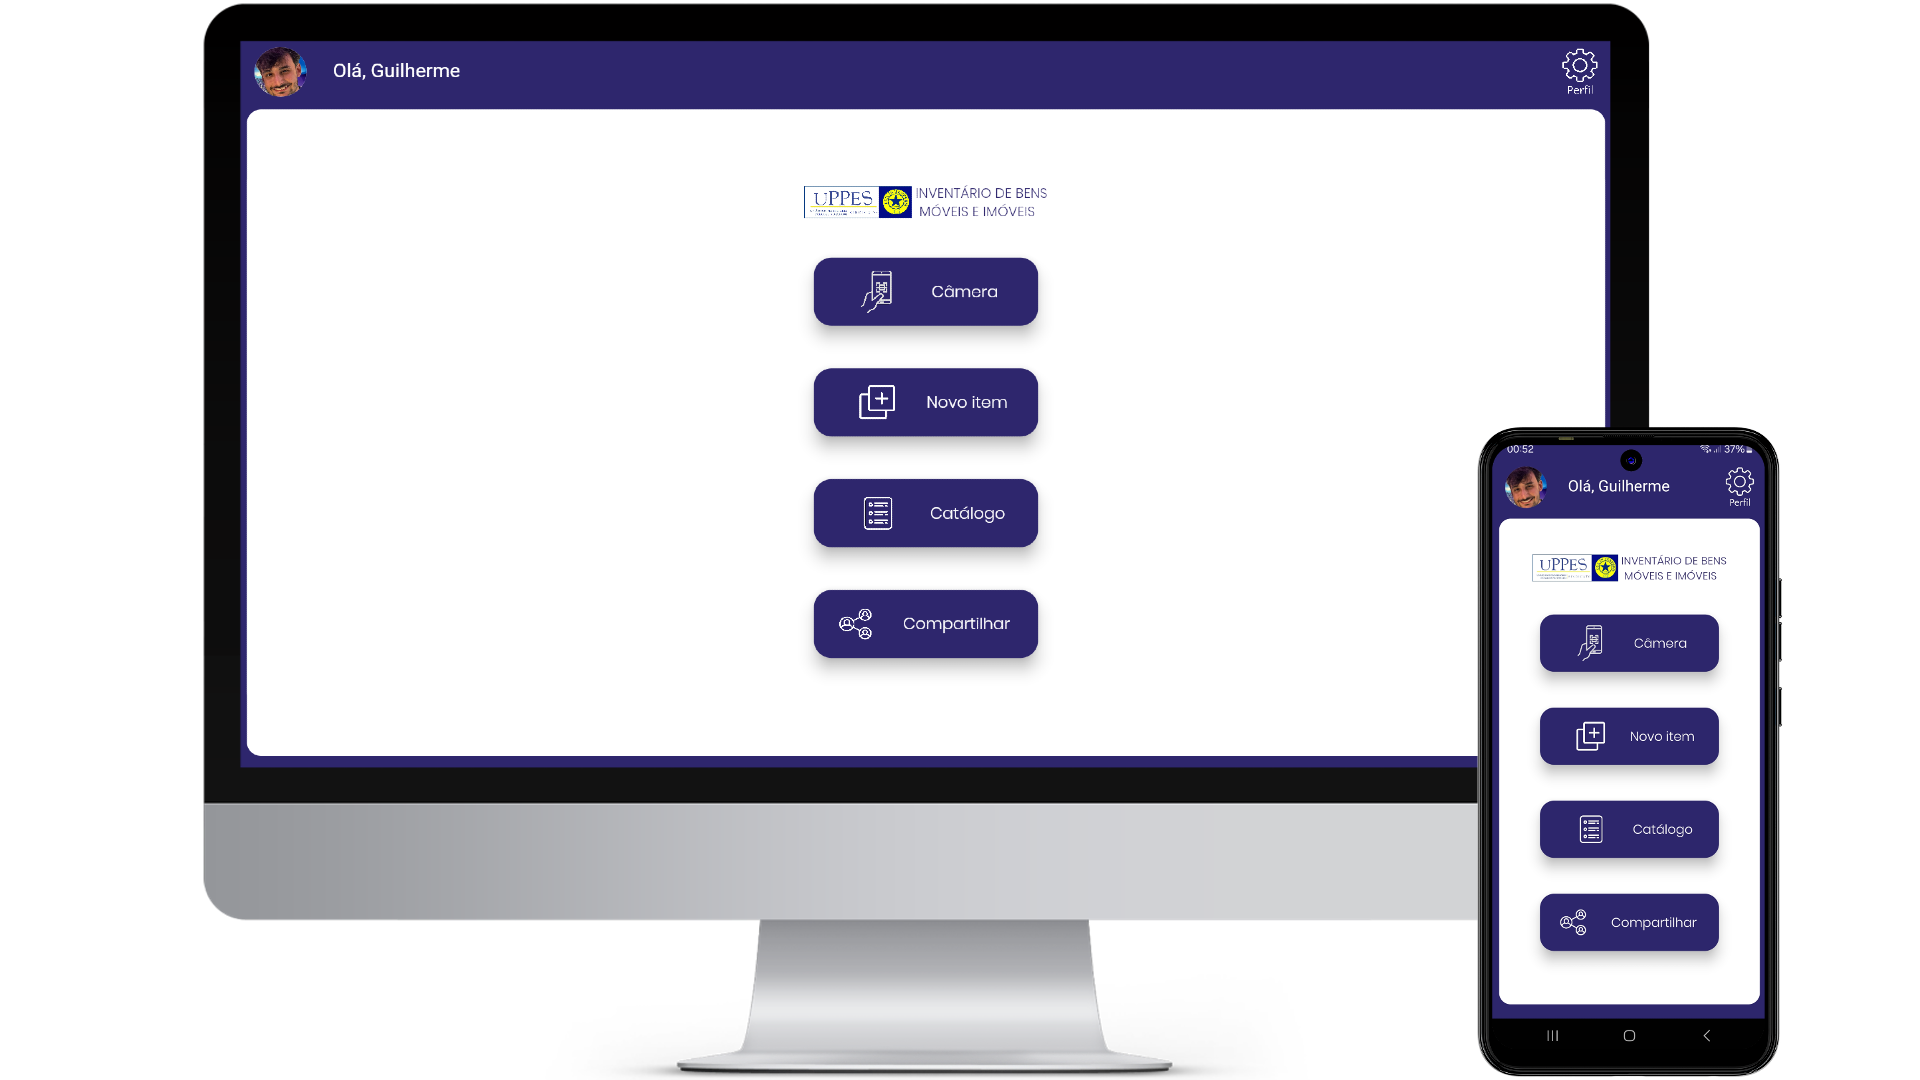 Olá, Guilherme
Perfil
UPPES
INVENTÁRIO DE BENS
MÓVEIS E IMÓVEIS
Câmera
Novo item
Catálogo
Compartilhar
00:52
37%
Olá, Guilherme
Perfil
UPPES
INVENTÁRIO DE BENS
MÓVEIS E IMÓVEIS
Câmera
Novo item
Catálogo
Compartilhar